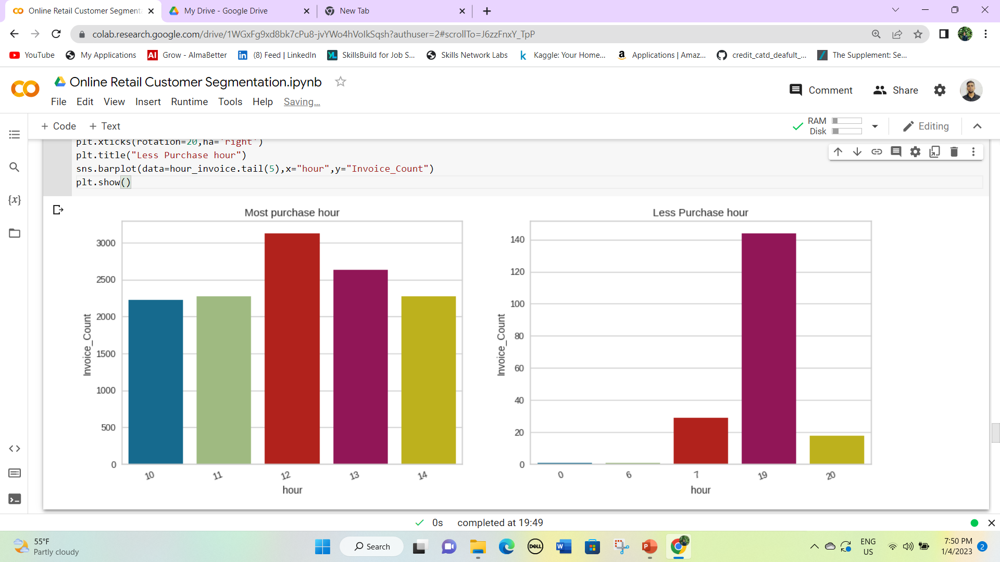 Online Retail Customer Segmenta
My Drive - Google Drive
New Tab
colab.research.google.com/drive/1WGxFg9xd8bk7cPu8-jvYWo4hVoIkSqsh?authuser=2#scrollTo=J6zzFnxY_TpP
YouTube
My Applications
AI Grow - AlmaBetter
in (8) Feed | LinkedIn
YL SkillsBuild for Job S...
Skills Network Labs
k Kaggle: Your Home...
a Applications | Amaz...
credit_catd_deafult_...
The Supplement: Se...
Online Retail Customer Segmentation.ipynb
Comment
Share
File Edit View Insert Runtime Tools Help Saving...
+ Code + Text
RAM
Disk
Editing
plt.xticks(rotation=20,ha='right')
plt.title("Less Purchase hour")
sns.barplot(data=hour_invoice.tail(5),x="hour",y="Invoice_Count")
plt.show()
{x}
Most purchase hour
3000
2500
2000
1500
1000
500
0
Invoice_Count
10 11 12 13 14
hour
Less Purchase hour
140
120
100
80
60
40
20
0
Invoice_Count
0 6 7 19 20
hour
0s completed at 19:49
55°F
Partly cloudy
Search
DELL
W
P
ENG
US
7:50 PM
1/4/2023
2